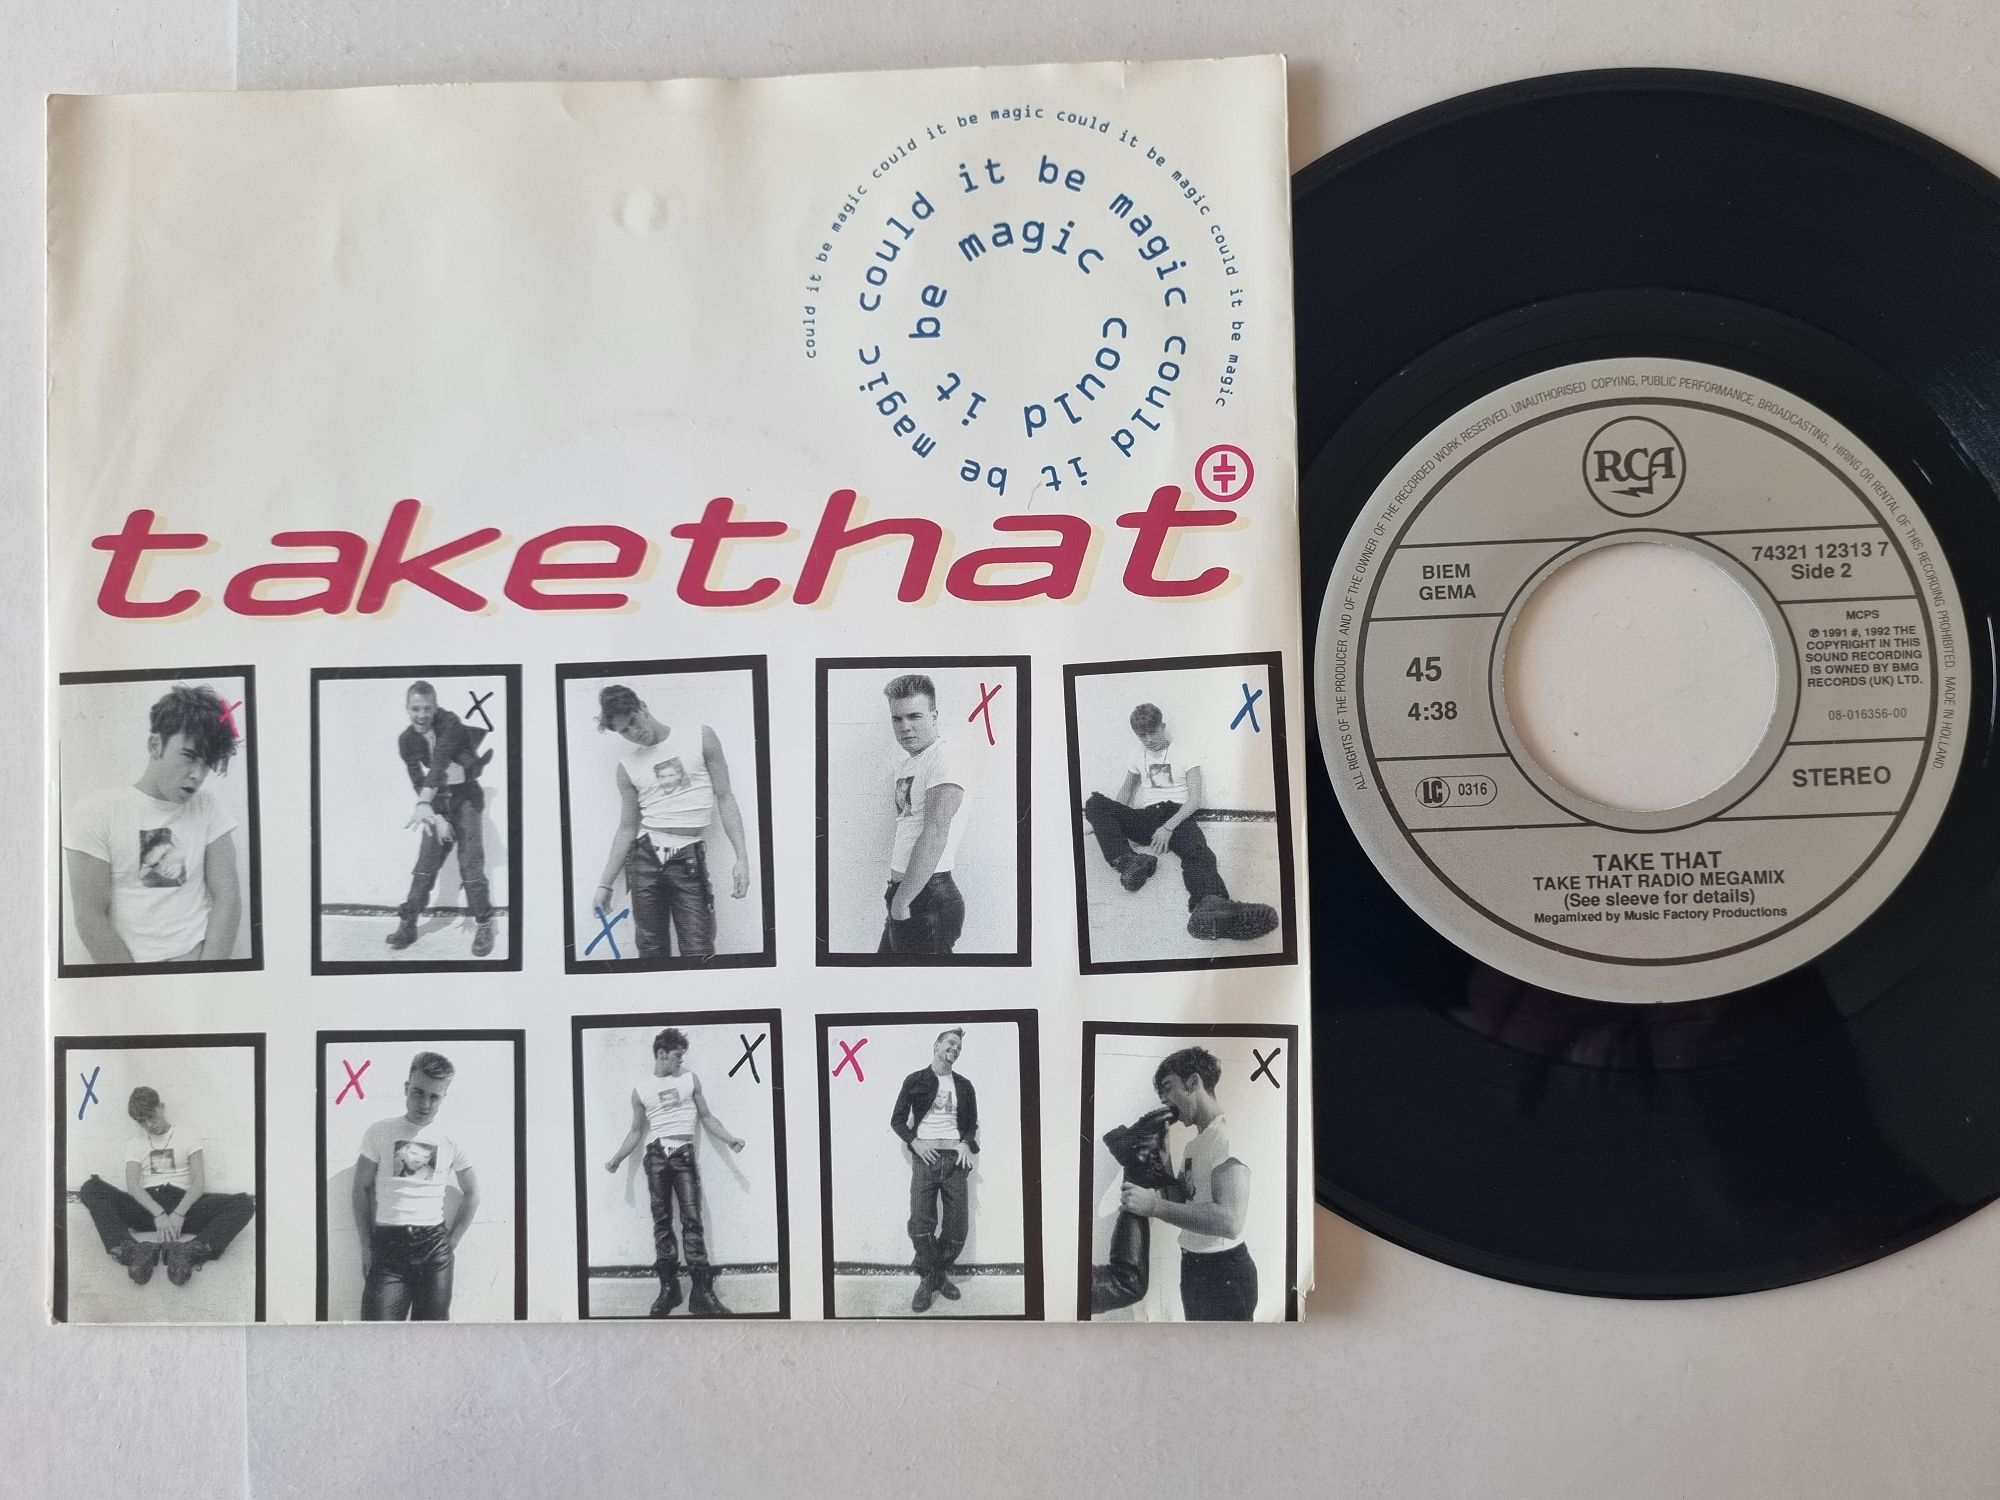 could it be magic could it be magic could it be magic could it be magic could it be magic
could it be magic could it be magic
could it be magic
takethat
X
X
X
X
X
X
X
X
X
X
ALL RIGHTS OF THE PRODUCER AND OF THE OWNER OF THE RECORDED WORK RESERVED. UNAUTHORISED COPYING, PUBLIC PERFORMANCE, BROADCASTING, HIRING OR RENTAL OF THIS RECORDING PROHIBITED. MADE IN HOLLAND
RCA
BIEM
GEMA
74321 12313 7
Side 2
45
4:38
MCPS
℗ 1991 #, 1992 THE
COPYRIGHT IN THIS
SOUND RECORDING
IS OWNED BY BMG
RECORDS (UK) LTD.
08-016356-00
LC 0316
STEREO
TAKE THAT
TAKE THAT RADIO MEGAMIX
(See sleeve for details)
Megamixed by Music Factory Productions